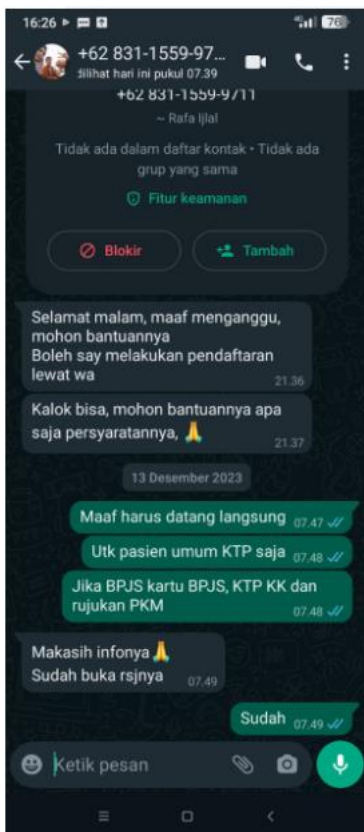 16:26
4G 76
+62 831-1559-97...
dilihat hari ini pukul 07.39
+62 831-1559-9711
~ Rafa Ijlal
Tidak ada dalam daftar kontak • Tidak ada
grup yang sama
Fitur keamanan
Blokir
Tambah
Selamat malam, maaf menganggu,
mohon bantuannya
Boleh say melakukan pendaftaran
lewat wa
21.36
Kalok bisa, mohon bantuannya apa
saja persyaratannya, 🙏
21.37
13 Desember 2023
Maaf harus datang langsung 07.47
Utk pasien umum KTP saja 07.48
Jika BPJS kartu BPJS, KTP KK dan
rujukan PKM 07.48
Makasih infonya 🙏
Sudah buka rsjnya 07.49
Sudah 07.49
Ketik pesan